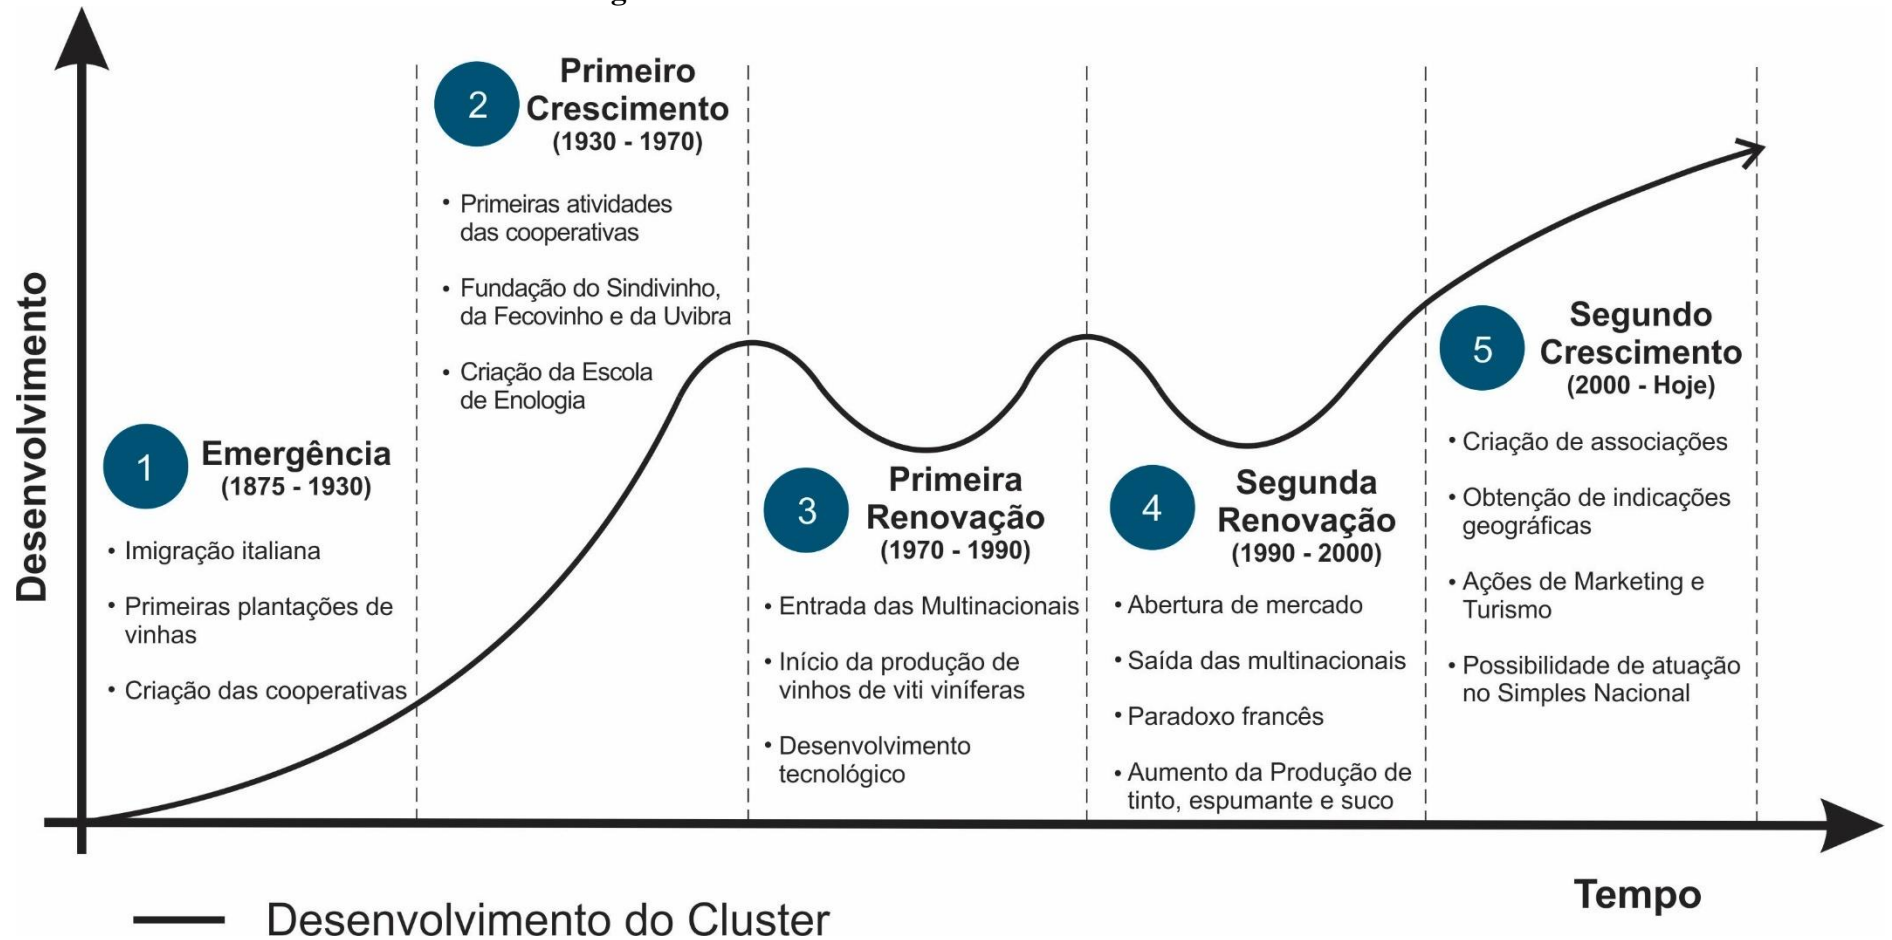 Desenvolvimento
1
Emergência
(1875 - 1930)
• Imigração italiana
• Primeiras plantações de
vinhas
• Criação das cooperativas
2
Primeiro
Crescimento
(1930 - 1970)
• Primeiras atividades
das cooperativas
• Fundação do Sindivinho,
da Fecovinho e da Uvibra
• Criação da Escola
de Enologia
3
Primeira
Renovação
(1970 - 1990)
• Entrada das Multinacionais
• Início da produção de
vinhos de viti viníferas
• Desenvolvimento
tecnológico
4
Segunda
Renovação
(1990 - 2000)
• Abertura de mercado
• Saída das multinacionais
• Paradoxo francês
• Aumento da Produção de
tinto, espumante e suco
5
Segundo
Crescimento
(2000 - Hoje)
• Criação de associações
• Obtenção de indicações
geográficas
• Ações de Marketing e
Turismo
• Possibilidade de atuação
no Simples Nacional
Tempo
Desenvolvimento do Cluster